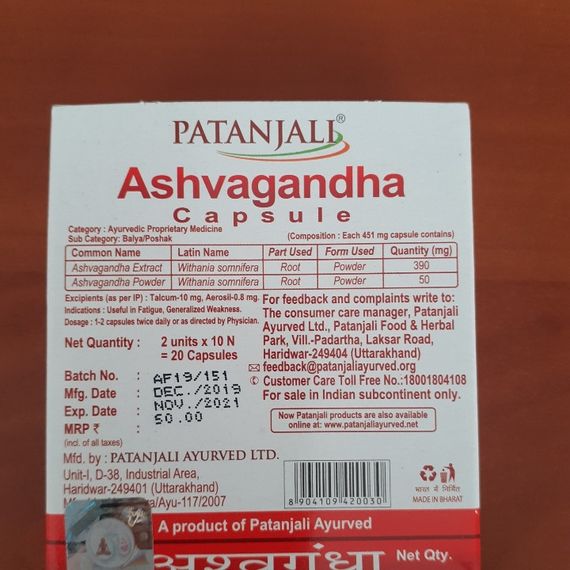 PATANJALI®
Ashvagandha
Capsule
Category : Ayurvedic Proprietary Medicine
Sub Category: Balya/Poshak
(Composition : Each 451 mg capsule contains)
Common Name Latin Name Part Used Form Used Quantity (mg)
Ashvagandha Extract Withania somnifera Root Powder 390
Ashvagandha Powder Withania somnifera Root Powder 50
Excipients (as per IP) : Talcum-10 mg, Aerosil-0.8 mg.
Indications : Useful in Fatigue, Generalized Weakness.
Dosage : 1-2 capsules twice daily or as directed by Physician.
Net Quantity : 2 units x 10 N
= 20 Capsules
Batch No. : AF19/151
Mfg. Date : DEC./2019
Exp. Date : NOV./2021
MRP ₹ : 50.00
(incl. of all taxes)
For feedback and complaints write to:
The consumer care manager, Patanjali
Ayurved Ltd., Patanjali Food & Herbal
Park, Vill.-Padartha, Laksar Road,
Haridwar-249404 (Uttarakhand)
feedback@patanjaliayurved.org
Customer Care Toll Free No.:18001804108
For sale in Indian subcontinent only.
Now Patanjali products are also available
online at: www.patanjaliayurved.net
Mfd. by : PATANJALI AYURVED LTD.
Unit-I, D-38, Industrial Area,
Haridwar-249401 (Uttarakhand)
/Ayu-117/2007
8 904109 420030
भारत में निर्मित
MADE IN BHARAT
A product of Patanjali Ayurved
अश्वगंधा
Net Qty.